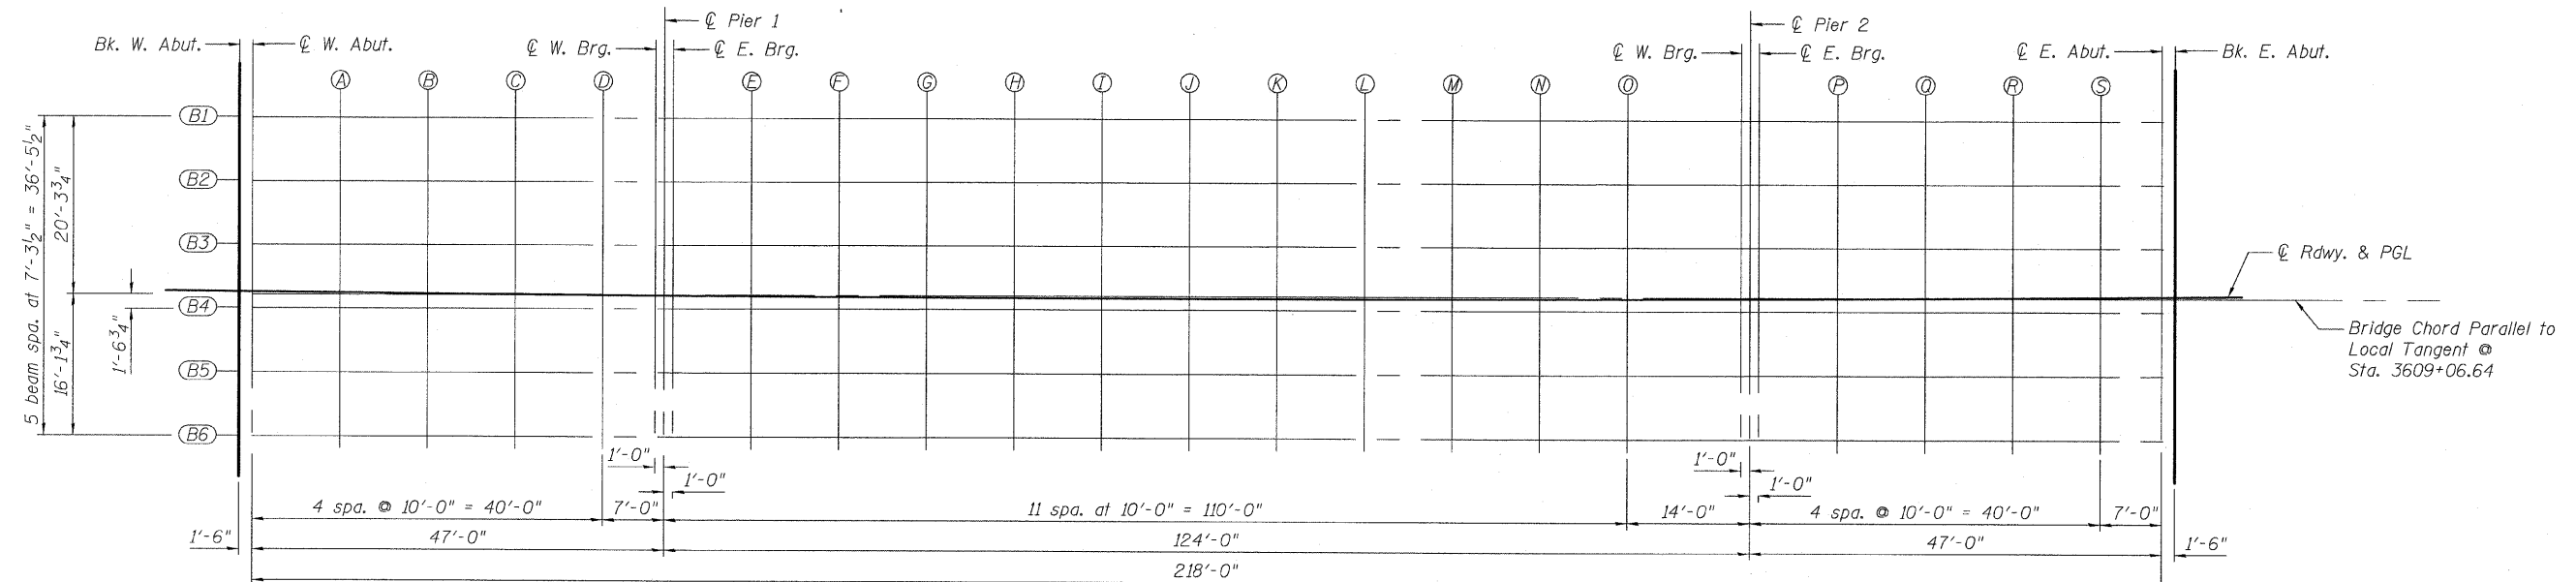 ℄ Pier 1
℄ Pier 2
Bk. W. Abut.
℄ W. Abut.
℄ W. Brg.
℄ E. Brg.
℄ W. Brg.
℄ E. Brg.
℄ E. Abut.
Bk. E. Abut.
A B C D E F G H I J K L M N O P Q R S
B1
B2
B3
B4
B5
B6
5 beam spa. at 7'-3½" = 36'-5½"
20'-3¾"
16'-1¾"
1'-6¾"
℄ Rdwy. & PGL
Bridge Chord Parallel to
Local Tangent @
Sta. 3609+06.64
1'-0"
1'-0"
1'-0"
1'-0"
4 spa. @ 10'-0" = 40'-0"
7'-0"
11 spa. at 10'-0" = 110'-0"
14'-0"
4 spa. @ 10'-0" = 40'-0"
7'-0"
1'-6"
47'-0"
124'-0"
47'-0"
1'-6"
218'-0"